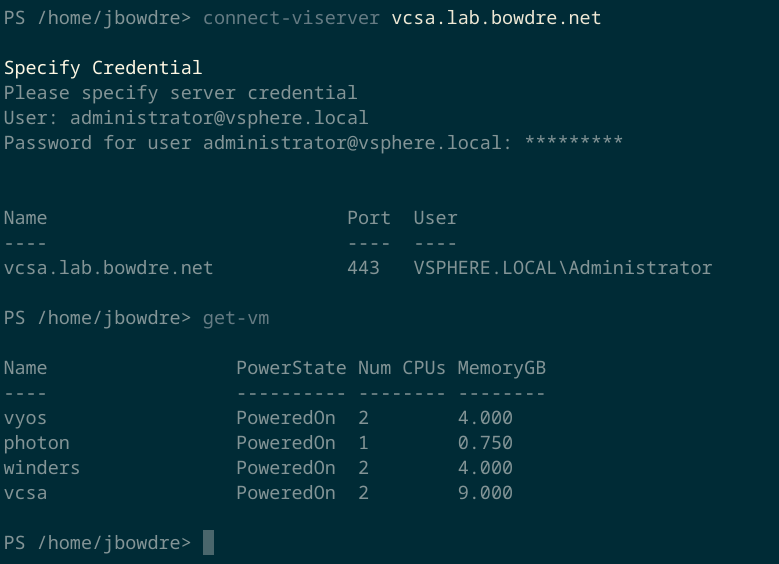 PS /home/jbowdre> connect-viserver vcsa.lab.bowdre.net
Specify Credential
Please specify server credential
User: administrator@vsphere.local
Password for user administrator@vsphere.local: *********
Name                           Port  User
----                           ----  ----
vcsa.lab.bowdre.net            443   VSPHERE.LOCAL\Administrator
PS /home/jbowdre> get-vm
Name                 PowerState Num CPUs MemoryGB
----                 ---------- -------- --------
vyos                 PoweredOn  2        4.000
photon               PoweredOn  1        0.750
winders              PoweredOn  2        4.000
vcsa                 PoweredOn  2        9.000
PS /home/jbowdre>